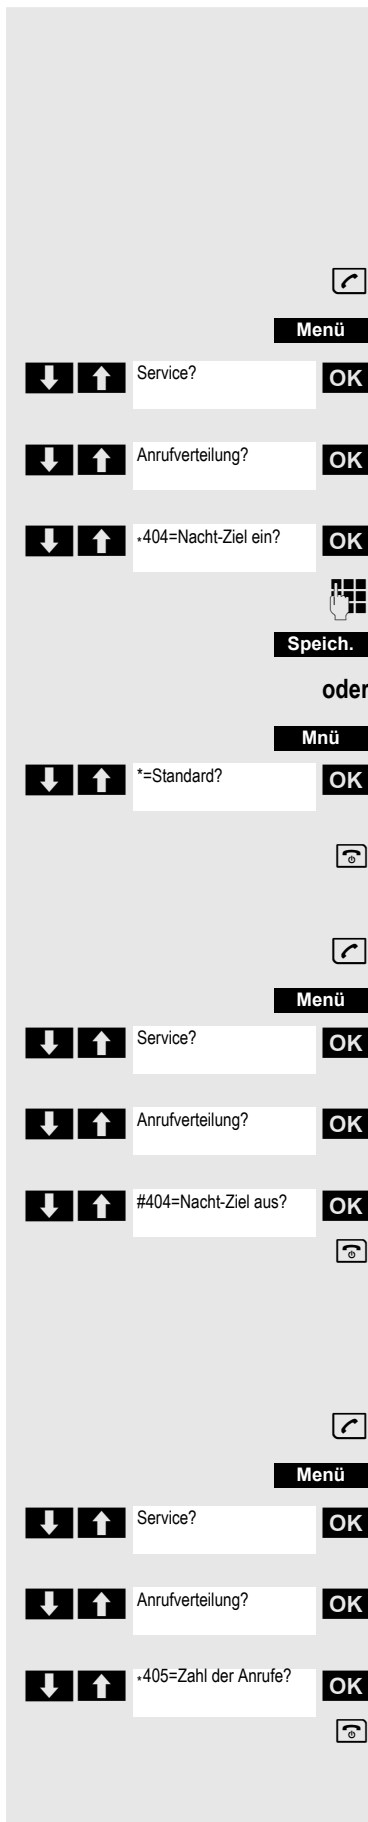 Menü
Service? OK
Anrufverteilung? OK
*404=Nacht-Ziel ein? OK
Speich.
oder
Mnü
*=Standard? OK
Menü
Service? OK
Anrufverteilung? OK
#404=Nacht-Ziel aus? OK
Menü
Service? OK
Anrufverteilung? OK
*405=Zahl der Anrufe? OK